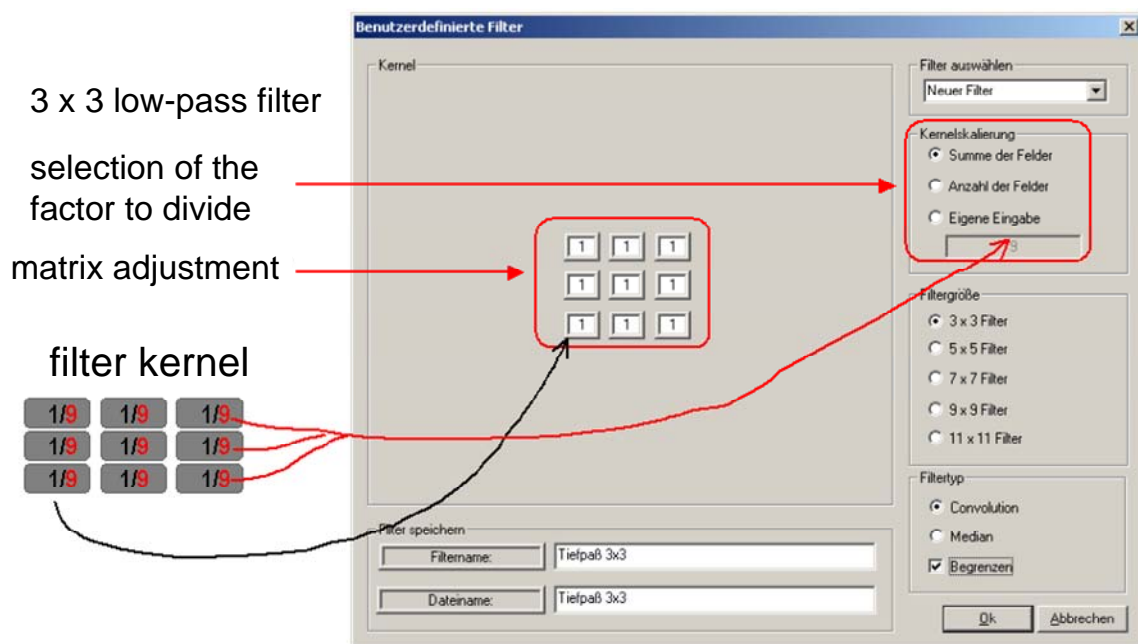 3 x 3 low-pass filter
selection of the
factor to divide
matrix adjustment
filter kernel
1/9 1/9 1/9
1/9 1/9 1/9
1/9 1/9 1/9
Benutzerdefinierte Filter
Kernel
1 1 1
1 1 1
1 1 1
Filter speichern
Filtername: Tiefpaß 3x3
Dateiname: Tiefpaß 3x3
Filter auswählen
Neuer Filter
Kernelskalierung
Summe der Felder
Anzahl der Felder
Eigene Eingabe
9
Filtergröße
3 x 3 Filter
5 x 5 Filter
7 x 7 Filter
9 x 9 Filter
11 x 11 Filter
Filtertyp
Convolution
Median
Begrenzen
Ok Abbrechen